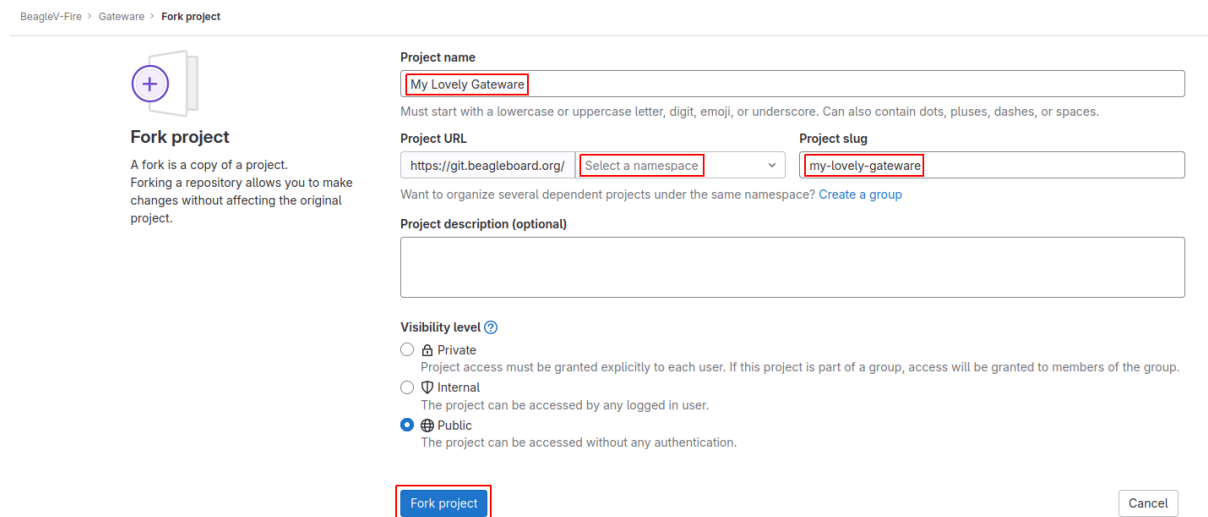 BeagleV-Fire > Gateware > Fork project
Fork project
A fork is a copy of a project.
Forking a repository allows you to make
changes without affecting the original
project.
Project name
My Lovely Gateware
Must start with a lowercase or uppercase letter, digit, emoji, or underscore. Can also contain dots, pluses, dashes, or spaces.
Project URL
https://git.beagleboard.org/ Select a namespace
Project slug
my-lovely-gateware
Want to organize several dependent projects under the same namespace? Create a group
Project description (optional)
Visibility level ?
Private
Project access must be granted explicitly to each user. If this project is part of a group, access will be granted to members of the group.
Internal
The project can be accessed by any logged in user.
Public
The project can be accessed without any authentication.
Fork project
Cancel